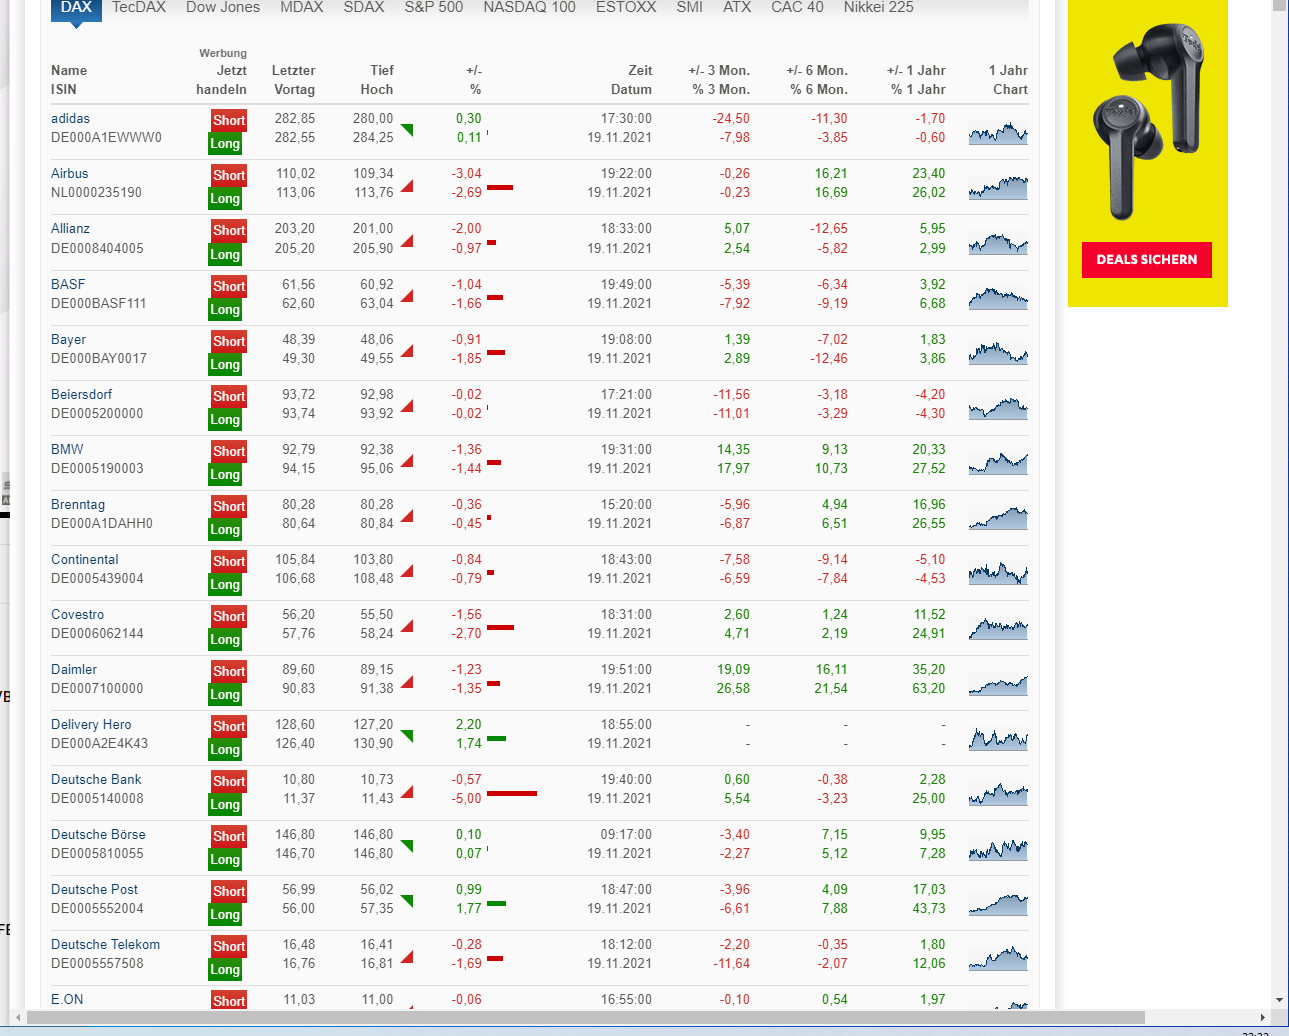 DAX TecDAX Dow Jones MDAX SDAX S&P 500 NASDAQ 100 ESTOXX SMI ATX CAC 40 Nikkei 225
Werbung
Name Jetzt Letzter Tief +/- Zeit +/- 3 Mon. +/- 6 Mon. +/- 1 Jahr 1 Jahr
ISIN handeln Vortag Hoch % Datum % 3 Mon. % 6 Mon. % 1 Jahr Chart
adidas Short 282,85 280,00 0,30 17:30:00 -24,50 -11,30 -1,70
DE000A1EWWW0 Long 282,55 284,25 0,11 19.11.2021 -7,98 -3,85 -0,60
Airbus Short 110,02 109,34 -3,04 19:22:00 -0,26 16,21 23,40
NL0000235190 Long 113,06 113,76 -2,69 19.11.2021 -0,23 16,69 26,02
Allianz Short 203,20 201,00 -2,00 18:33:00 5,07 -12,65 5,95
DE0008404005 Long 205,20 205,90 -0,97 19.11.2021 2,54 -5,82 2,99
BASF Short 61,56 60,92 -1,04 19:49:00 -5,39 -6,34 3,92
DE000BASF111 Long 62,60 63,04 -1,66 19.11.2021 -7,92 -9,19 6,68
Bayer Short 48,39 48,06 -0,91 19:08:00 1,39 -7,02 1,83
DE000BAY0017 Long 49,30 49,55 -1,85 19.11.2021 2,89 -12,46 3,86
Beiersdorf Short 93,72 92,98 -0,02 17:21:00 -11,56 -3,18 -4,20
DE0005200000 Long 93,74 93,92 -0,02 19.11.2021 -11,01 -3,29 -4,30
BMW Short 92,79 92,38 -1,36 19:31:00 14,35 9,13 20,33
DE0005190003 Long 94,15 95,06 -1,44 19.11.2021 17,97 10,73 27,52
Brenntag Short 80,28 80,28 -0,36 15:20:00 -5,96 4,94 16,96
DE000A1DAHH0 Long 80,64 80,84 -0,45 19.11.2021 -6,87 6,51 26,55
Continental Short 105,84 103,80 -0,84 18:43:00 -7,58 -9,14 -5,10
DE0005439004 Long 106,68 108,48 -0,79 19.11.2021 -6,59 -7,84 -4,53
Covestro Short 56,20 55,50 -1,56 18:31:00 2,60 1,24 11,52
DE0006062144 Long 57,76 58,24 -2,70 19.11.2021 4,71 2,19 24,91
Daimler Short 89,60 89,15 -1,23 19:51:00 19,09 16,11 35,20
DE0007100000 Long 90,83 91,38 -1,35 19.11.2021 26,58 21,54 63,20
Delivery Hero Short 128,60 127,20 2,20 18:55:00 - - -
DE000A2E4K43 Long 126,40 130,90 1,74 19.11.2021 - - -
Deutsche Bank Short 10,80 10,73 -0,57 19:40:00 0,60 -0,38 2,28
DE0005140008 Long 11,37 11,43 -5,00 19.11.2021 5,54 -3,23 25,00
Deutsche Börse Short 146,80 146,80 0,10 09:17:00 -3,40 7,15 9,95
DE0005810055 Long 146,70 146,80 0,07 19.11.2021 -2,27 5,12 7,28
Deutsche Post Short 56,99 56,02 0,99 18:47:00 -3,96 4,09 17,03
DE0005552004 Long 56,00 57,35 1,77 19.11.2021 -6,61 7,88 43,73
Deutsche Telekom Short 16,48 16,41 -0,28 18:12:00 -2,20 -0,35 1,80
DE0005557508 Long 16,76 16,81 -1,69 19.11.2021 -11,64 -2,07 12,06
E.ON Short 11,03 11,00 -0,06 16:55:00 -0,10 0,54 1,97
DEALS SICHERN